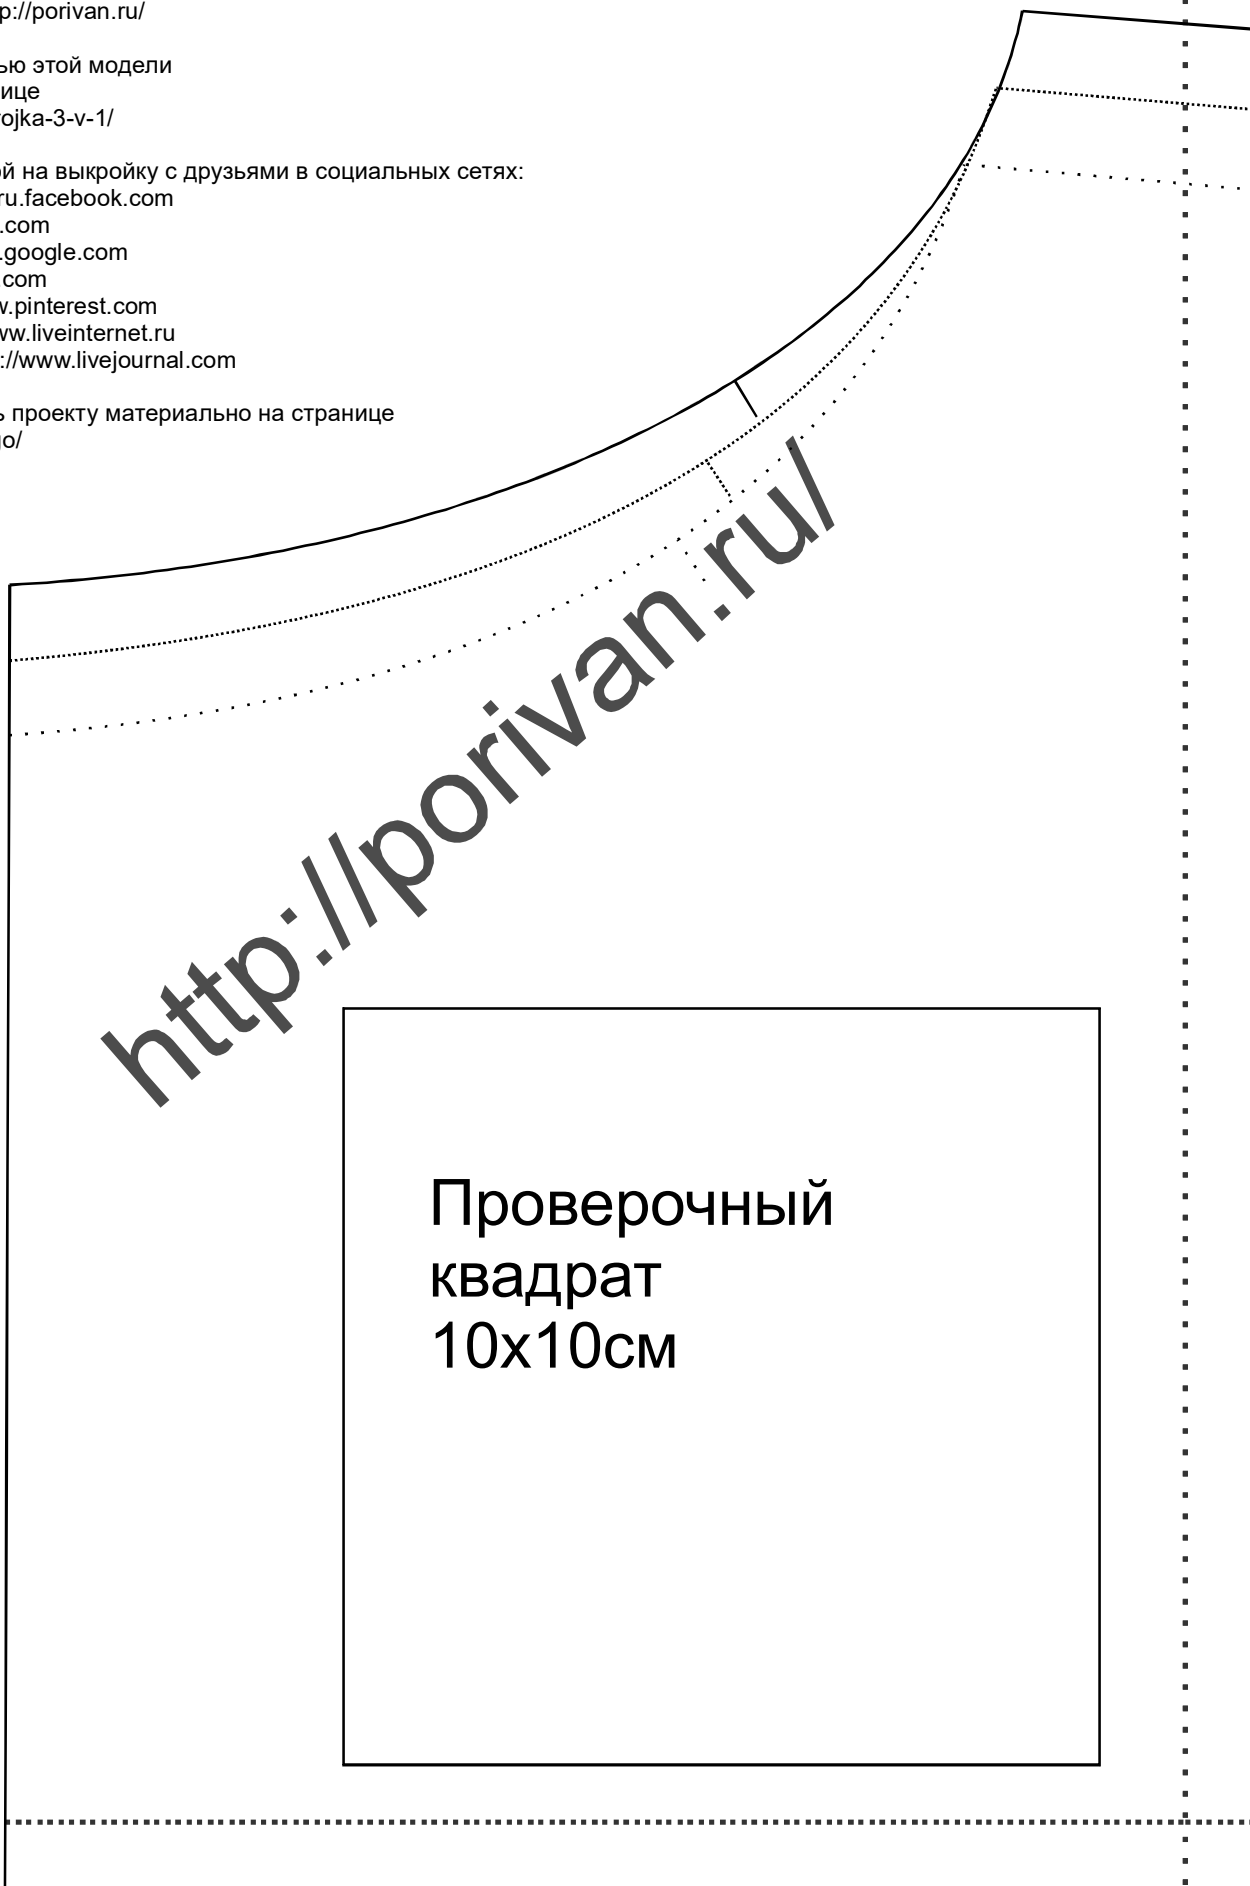 p://porivan.ru/
ью этой модели
ице
ojka-3-v-1/
й на выкройку с друзьями в социальных сетях:
ru.facebook.com
.com
.google.com
.com
w.pinterest.com
ww.liveinternet.ru
://www.livejournal.com
ь проекту материально на странице
go/
http://porivan.ru/
Проверочный
квадрат
10х10см